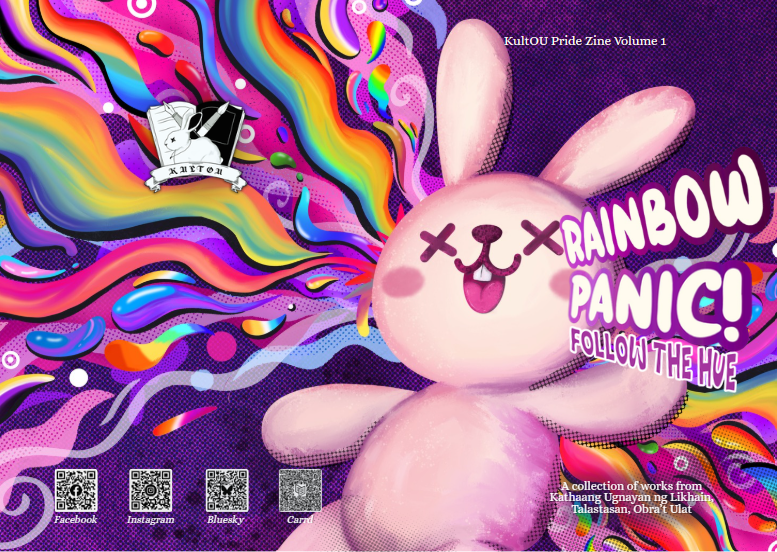 KultOU Pride Zine Volume 1
KULTOU
RAINBOW
PANIC!
FOLLOW THE HUE
A collection of works from
Kathaang Ugnayan ng Likhain,
Talastasan, Obra't Ulat
Facebook
Instagram
Bluesky
Carrd